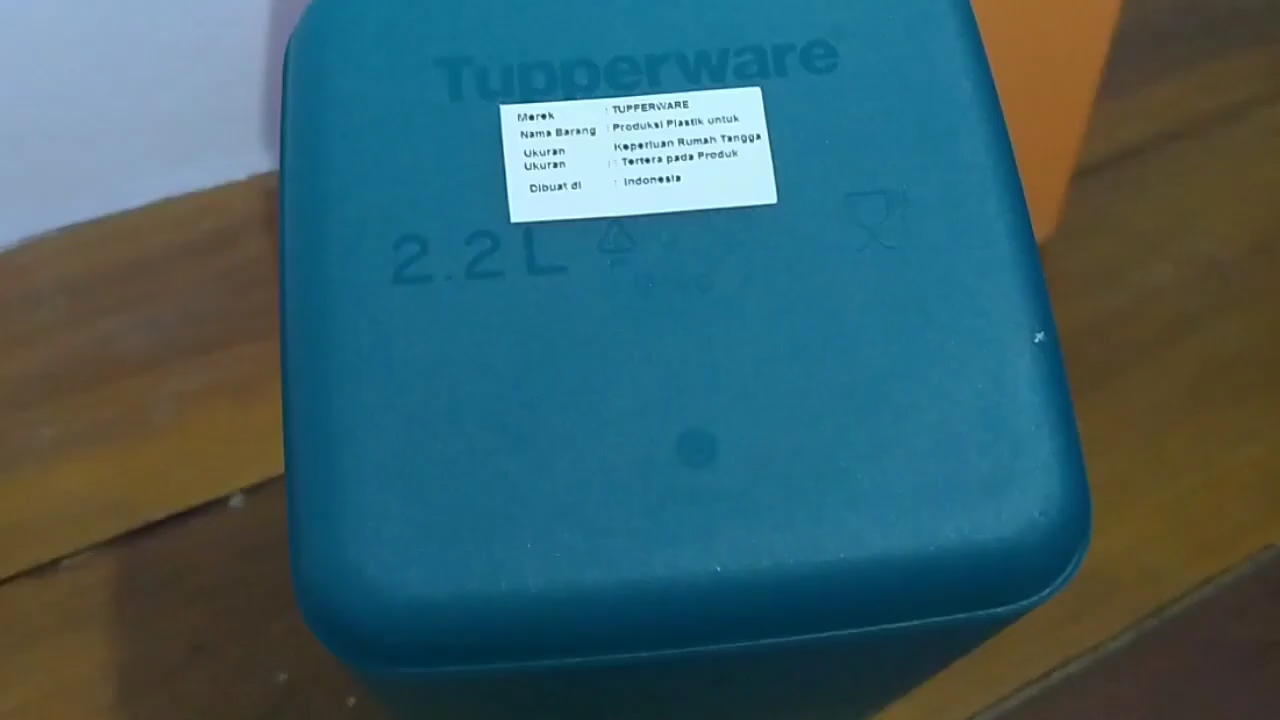 Tupperware
Merek : TUPPERWARE
Nama Barang : Produksi Plastik untuk
Ukuran Keperluan Rumah Tangga
Ukuran : Tertera pada Produk
Dibuat di : Indonesia
2.2L